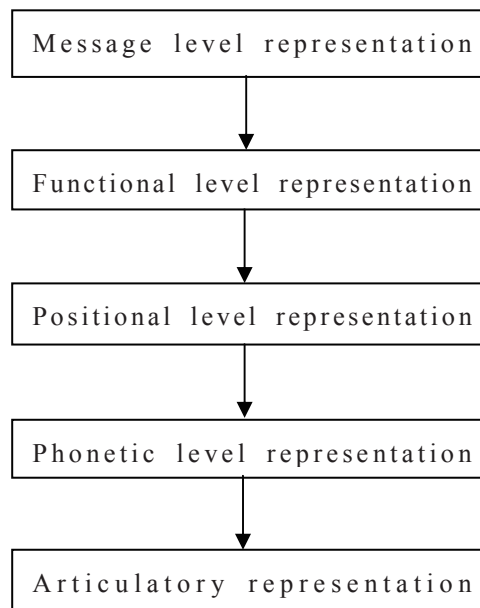 Message level representation
Functional level representation
Positional level representation
Phonetic level representation
Articulatory representation